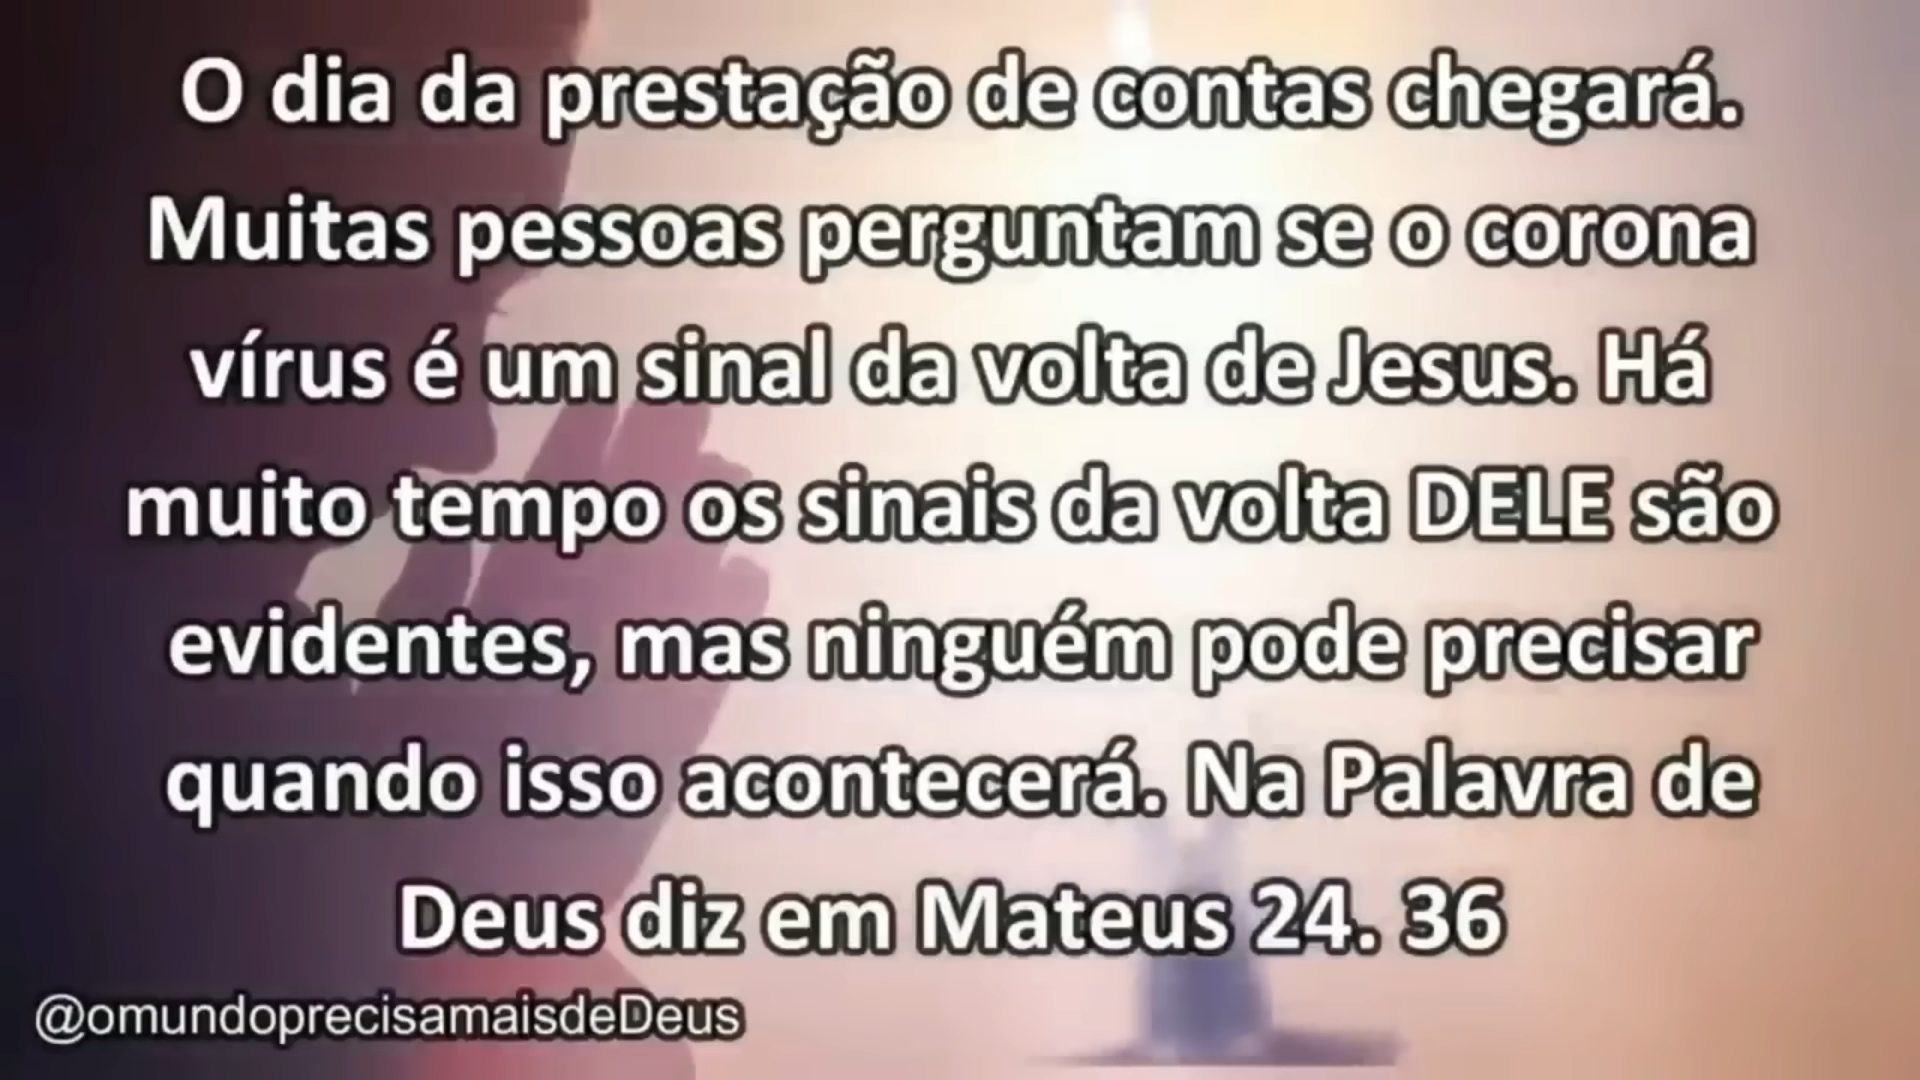 O dia da prestação de contas chegará.
Muitas pessoas perguntam se o corona
vírus é um sinal da volta de Jesus. Há
muito tempo os sinais da volta DELE são
evidentes, mas ninguém pode precisar
quando isso acontecerá. Na Palavra de
Deus diz em Mateus 24. 36
@omundoprecisamaisdeDeus